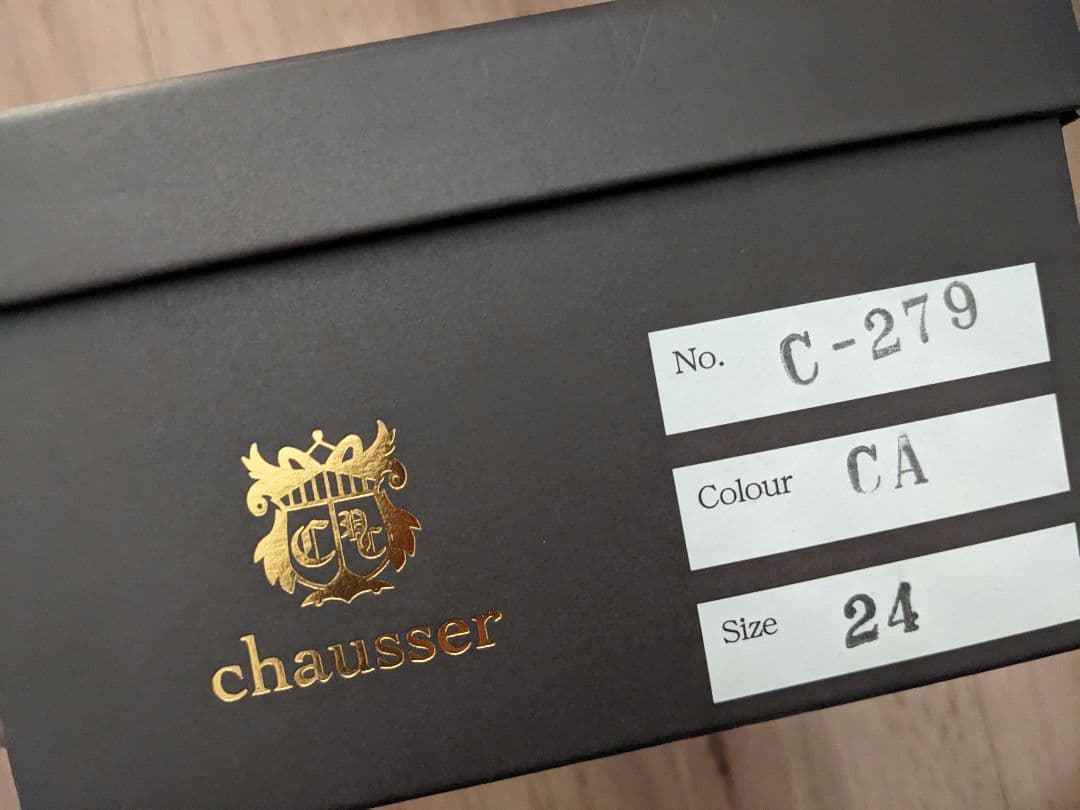 No. C-279
Colour CA
Size 24
C
chausser